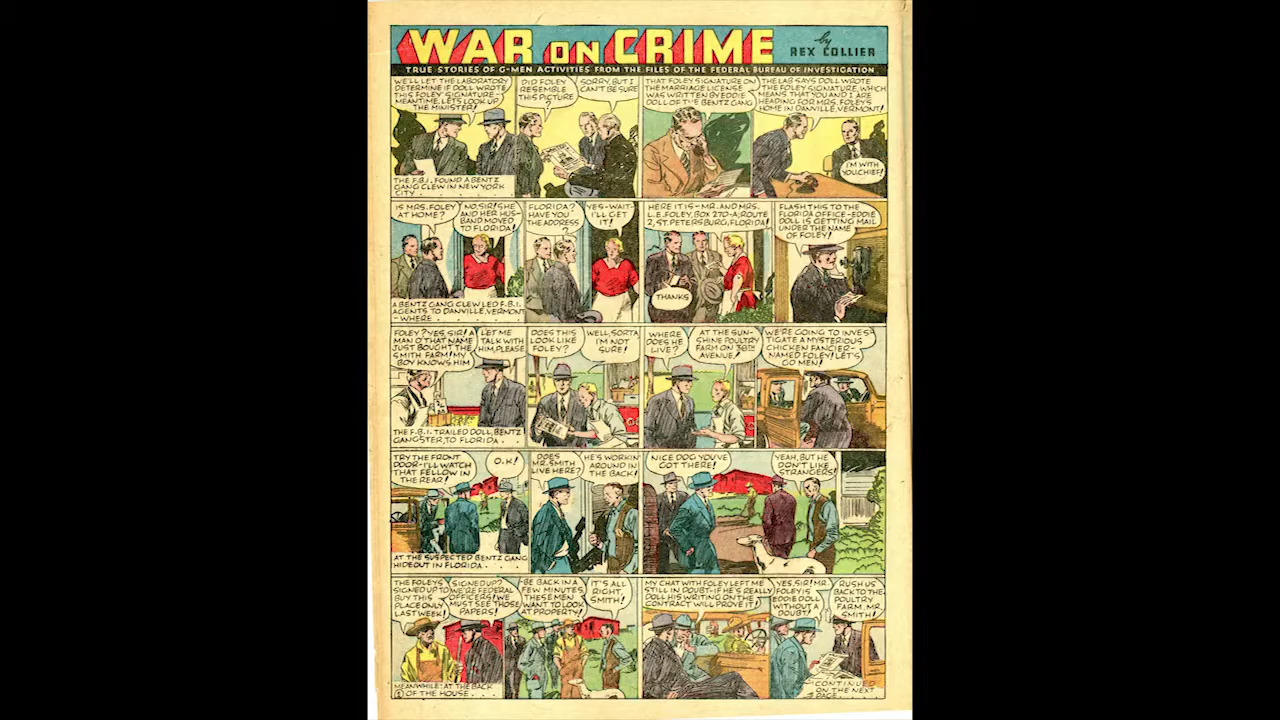 WAR ON CRIME
by
REX COLLIER
TRUE STORIES OF G-MEN ACTIVITIES FROM THE FILES OF THE FEDERAL BUREAU OF INVESTIGATION
WE'LL LET THE LABORATORY
DETERMINE IF DOLL WROTE
THIS FOLEY SIGNATURE-
MEANTIME, LET'S LOOK UP
THE MINISTER!
THE F.B.I. FOUND A BENTZ
GANG CLEW IN NEW YORK
CITY . . .
DID FOLEY
RESEMBLE
THIS PICTURE
?
SORRY, BUT I
CAN'T BE SURE
THAT FOLEY SIGNATURE ON
THE MARRIAGE LICENSE
WAS WRITTEN BY EDDIE
DOLL OF THE BENTZ GANG
THE LAB SAYS DOLL WROTE
THE FOLEY SIGNATURE, WHICH
MEANS THAT YOU AND I ARE
HEADING FOR MRS. FOLEY'S
HOME IN DANVILLE, VERMONT!
I'M WITH
YOU, CHIEF!
IS MRS. FOLEY
AT HOME?
NO, SIR! SHE
AND HER HUS-
BAND MOVED
TO FLORIDA!
A BENTZ GANG CLEW LED F.B.I.
AGENTS TO DANVILLE, VERMONT
- WHERE . . .
FLORIDA?
HAVE YOU
THE ADDRESS
?
YES-WAIT-
I'LL GET
IT!
HERE IT IS-MR. AND MRS.
L.E. FOLEY, BOX 270-A, ROUTE
2, ST. PETERSBURG, FLORIDA!
THANKS
FLASH THIS TO THE
FLORIDA OFFICE-EDDIE
DOLL IS GETTING MAIL
UNDER THE NAME
OF FOLEY!
FOLEY? YES, SIR! A
MAN O' THAT NAME
JUST BOUGHT THE
SMITH FARM! MY
BOY KNOWS HIM
LET ME
TALK WITH
HIM, PLEASE
THE F.B.I. TRAILED DOLL, BENTZ
GANGSTER, TO FLORIDA . . .
DOES THIS
LOOK LIKE
FOLEY?
WELL, SORTA
I'M NOT
SURE!
WHERE
DOES HE
LIVE?
AT THE SUN-
SHINE POULTRY
FARM ON 38TH
AVENUE!
WE'RE GOING TO INVES-
TIGATE A MYSTERIOUS
CHICKEN FANCIER-
NAMED FOLEY! LET'S
GO MEN!
TRY THE FRONT
DOOR-I'LL WATCH
THAT FELLOW IN
THE REAR!
O.K!
AT THE SUSPECTED BENTZ GANG
HIDEOUT IN FLORIDA . . .
DOES
MR. SMITH
LIVE HERE?
HE'S WORKIN'
AROUND IN
THE BACK!
NICE DOG YOU'VE
GOT THERE!
YEAH, BUT HE
DON'T LIKE
STRANGERS!
THE FOLEYS
SIGNED UP TO
BUY THIS
PLACE ONLY
LAST WEEK!
SIGNED UP?
WE'RE FEDERAL
OFFICERS! WE
MUST SEE THOSE
PAPERS!
MEANWHILE: AT THE BACK
OF THE HOUSE . . .
BE BACK IN A
FEW MINUTES,
THESE MEN
WANT TO LOOK
AT PROPERTY!
IT'S ALL
RIGHT,
SMITH!
MY CHAT WITH FOLEY LEFT ME
STILL IN DOUBT-IF HE'S REALLY
DOLL HIS WRITING ON THE
CONTRACT WILL PROVE IT!
YES, SIR! MR.
FOLEY IS
EDDIE DOLL
WITHOUT A
DOUBT!
RUSH US
BACK TO THE
POULTRY
FARM, MR.
SMITH!
CONTINUED
ON THE NEXT
PAGE . . .